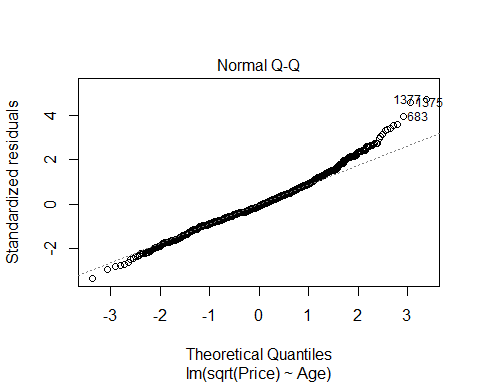 Normal Q-Q
Standardized residuals
4
2
0
-2
1377
1375
683
-3 -2 -1 0 1 2 3
Theoretical Quantiles
lm(sqrt(Price) ~ Age)